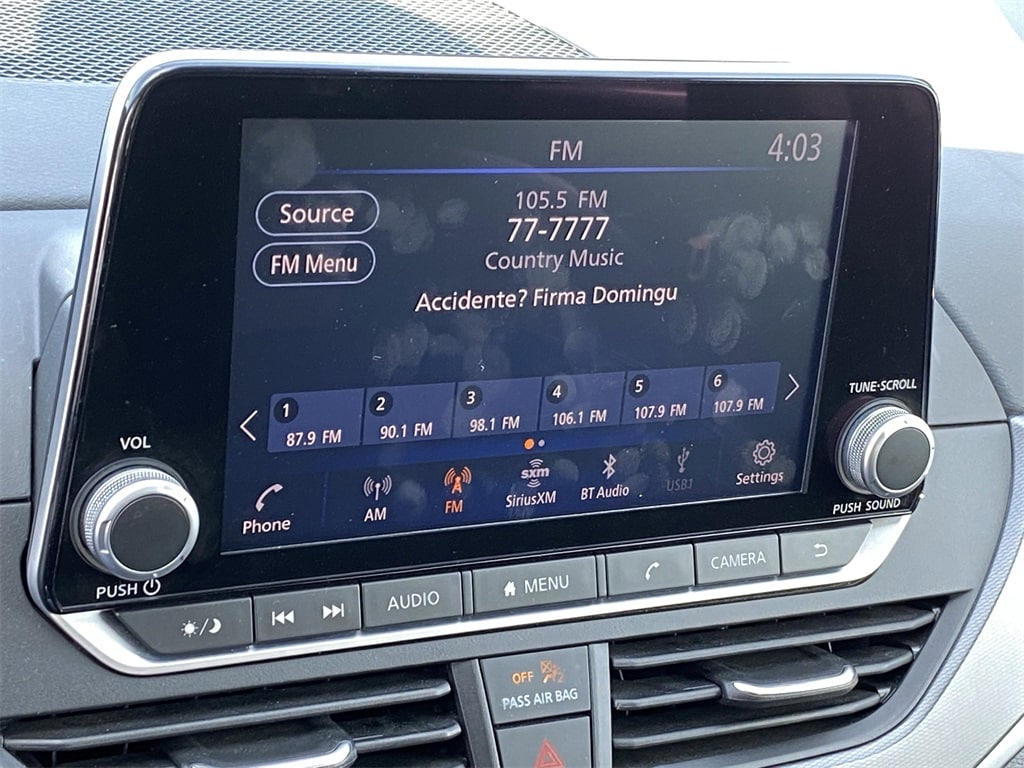 FM
4:03
Source
105.5 FM
77-7777
FM Menu
Country Music
Accidente? Firma Domingu
1
87.9 FM
2
90.1 FM
3
98.1 FM
4
106.1 FM
5
107.9 FM
6
107.9 FM
Phone
AM
FM
sxm
SiriusXM
BT Audio
USB1
Settings
VOL
PUSH
TUNE•SCROLL
PUSH SOUND
AUDIO
MENU
CAMERA
OFF
PASS AIR BAG